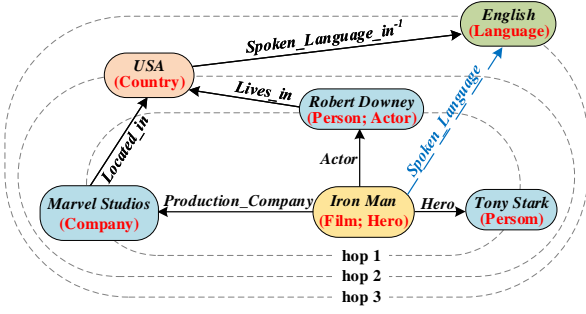 English
(Language)
Spoken_Language_in⁻¹
USA
(Country)
Lives_in
Robert Downey
(Person; Actor)
Spoken_Language
Located_in
Actor
Marvel Studios
(Company)
Production_Company
Iron Man
(Film; Hero)
Hero
Tony Stark
(Persom)
hop 1
hop 2
hop 3